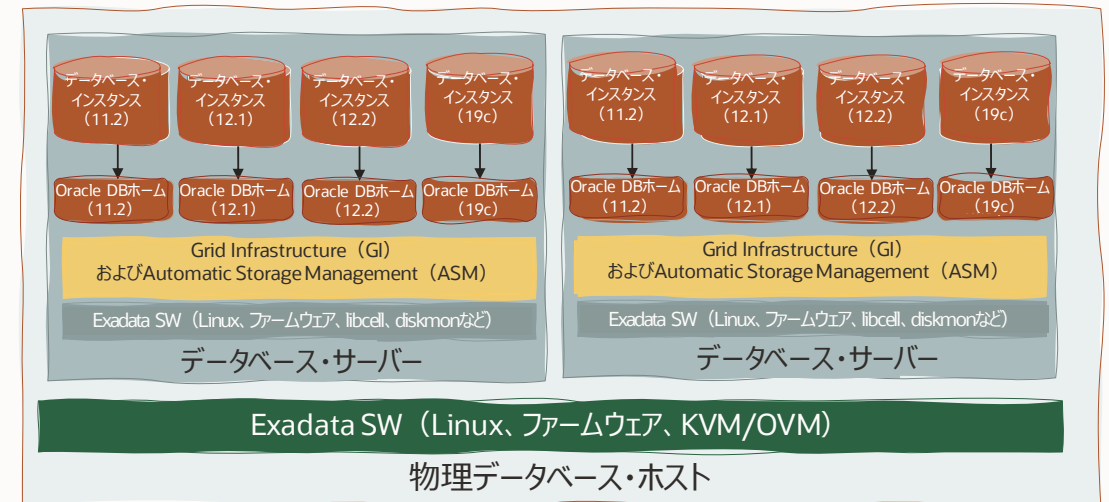 データベース・
インスタンス
（11.2）
データベース・
インスタンス
（12.1）
データベース・
インスタンス
（12.2）
データベース・
インスタンス
（19c）
Oracle DBホーム
（11.2）
Oracle DBホーム
（12.1）
Oracle DBホーム
（12.2）
Oracle DBホーム
（19c）
Grid Infrastructure（GI）
およびAutomatic Storage Management（ASM）
Exadata SW（Linux、ファームウェア、libcell、diskmonなど）
データベース・サーバー
データベース・
インスタンス
（11.2）
データベース・
インスタンス
（12.1）
データベース・
インスタンス
（12.2）
データベース・
インスタンス
（19c）
Oracle DBホーム
（11.2）
Oracle DBホーム
（12.1）
Oracle DBホーム
（12.2）
Oracle DBホーム
（19c）
Grid Infrastructure（GI）
およびAutomatic Storage Management（ASM）
Exadata SW（Linux、ファームウェア、libcell、diskmonなど）
データベース・サーバー
Exadata SW（Linux、ファームウェア、KVM/OVM）
物理データベース・ホスト